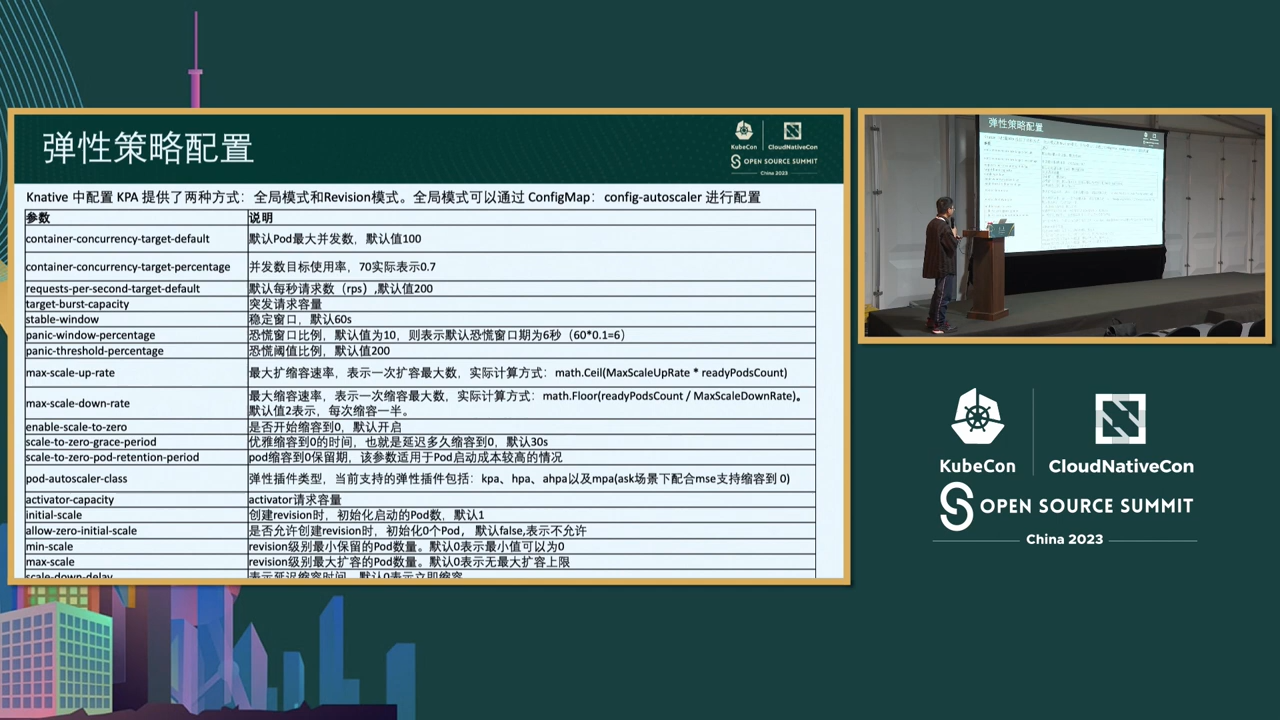 弹性策略配置
KubeCon
CloudNativeCon
OPEN SOURCE SUMMIT
China 2023
Knative 中配置 KPA 提供了两种方式：全局模式和Revision模式。全局模式可以通过 ConfigMap：config-autoscaler 进行配置
参数 说明
container-concurrency-target-default 默认Pod最大并发数，默认值100
container-concurrency-target-percentage 并发数目标使用率，70实际表示0.7
requests-per-second-target-default 默认每秒请求数（rps）,默认值200
target-burst-capacity 突发请求容量
stable-window 稳定窗口，默认60s
panic-window-percentage 恐慌窗口比例，默认值为10，则表示默认恐慌窗口期为6秒（60*0.1=6）
panic-threshold-percentage 恐慌阈值比例，默认值200
max-scale-up-rate 最大扩缩容速率，表示一次扩容最大数，实际计算方式：math.Ceil(MaxScaleUpRate * readyPodsCount)
max-scale-down-rate 最大缩容速率，表示一次缩容最大数，实际计算方式：math.Floor(readyPodsCount / MaxScaleDownRate)。
默认值2表示，每次缩容一半。
enable-scale-to-zero 是否开始缩容到0，默认开启
scale-to-zero-grace-period 优雅缩容到0的时间，也就是延迟多久缩容到0，默认30s
scale-to-zero-pod-retention-period pod缩容到0保留期，该参数适用于Pod启动成本较高的情况
pod-autoscaler-class 弹性插件类型，当前支持的弹性插件包括：kpa、hpa、ahpa以及mpa(ask场景下配合mse支持缩容到 0)
activator-capacity activator请求容量
initial-scale 创建revision时，初始化启动的Pod数，默认1
allow-zero-initial-scale 是否允许创建revision时，初始化0个Pod， 默认false,表示不允许
min-scale revision级别最小保留的Pod数量。默认0表示最小值可以为0
max-scale revision级别最大扩容的Pod数量。默认0表示无最大扩容上限
scale-down-delay 表示延迟缩容时间，默认0表示立即缩容
弹性策略配置
KubeCon
CloudNativeCon
OPEN SOURCE SUMMIT
China 2023